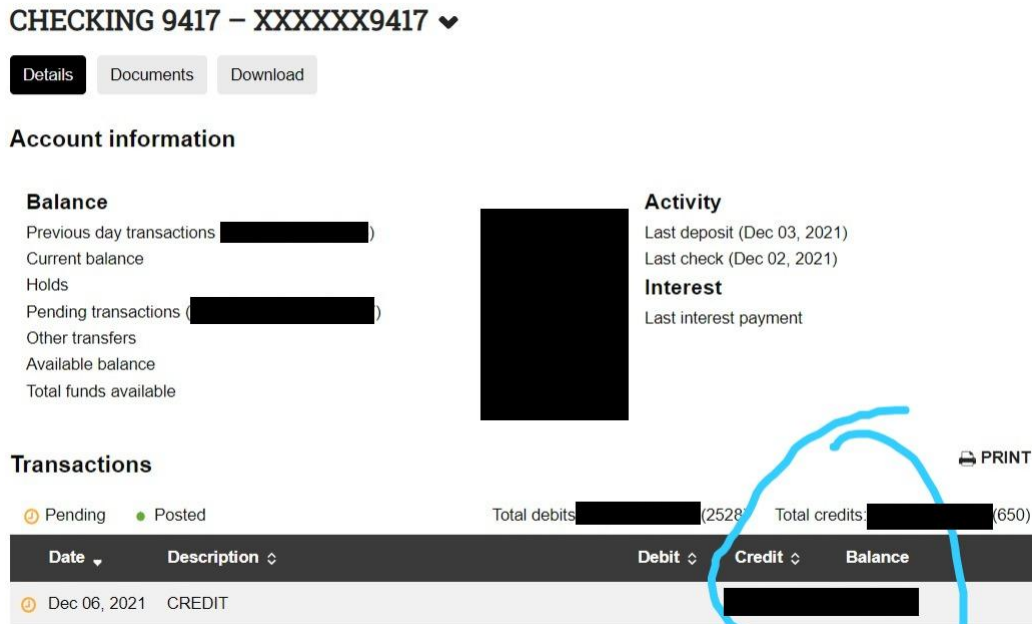 CHECKING 9417 – XXXXXX9417
Details Documents Download
Account information
Balance
Previous day transactions )
Current balance
Holds
Pending transactions ( )
Other transfers
Available balance
Total funds available
Activity
Last deposit (Dec 03, 2021)
Last check (Dec 02, 2021)
Interest
Last interest payment
Transactions
PRINT
Pending Posted Total debits (2528) Total credits: (650)
Date Description Debit Credit Balance
Dec 06, 2021 CREDIT